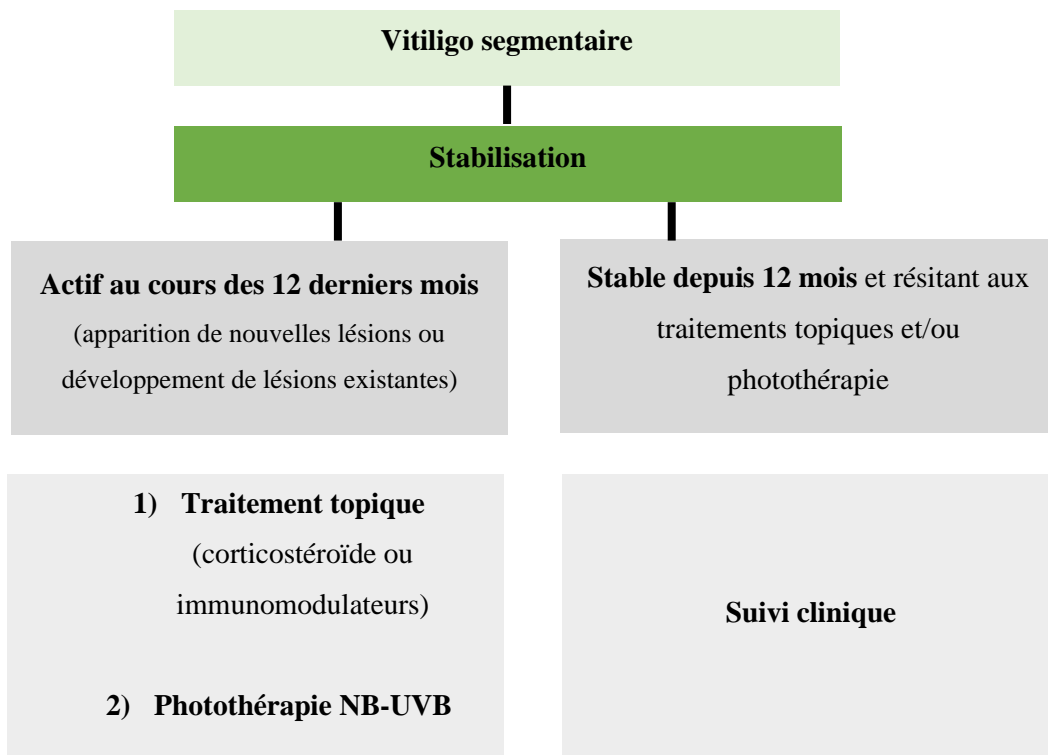 Vitiligo segmentaire
Stabilisation
Actif au cours des 12 derniers mois
(apparition de nouvelles lésions ou
développement de lésions existantes)
Stable depuis 12 mois et résitant aux
traitements topiques et/ou
photothérapie
1) Traitement topique
(corticostéroïde ou
immunomodulateurs)
2) Photothérapie NB-UVB
Suivi clinique